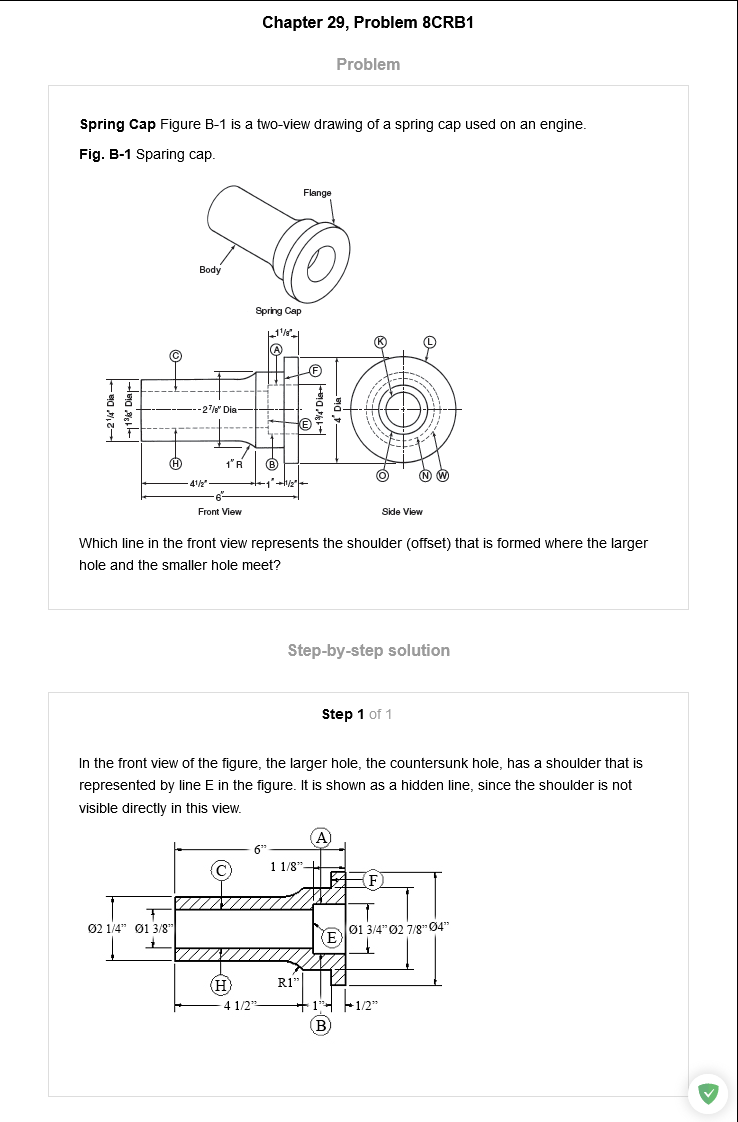 Chapter 29, Problem 8CRB1
Problem
Spring Cap Figure B-1 is a two-view drawing of a spring cap used on an engine.
Fig. B-1 Sparing cap.
Flange
Body
Spring Cap
1 1/8"
A
K
L
C
F
2 1/4" Dia
1 3/8" Dia
2 7/8" Dia
1 3/4" Dia
4" Dia
E
H
1" R
B
O
N
W
4 1/2"
1"
1/2"
6"
Front View
Side View
Which line in the front view represents the shoulder (offset) that is formed where the larger
hole and the smaller hole meet?
Step-by-step solution
Step 1 of 1
In the front view of the figure, the larger hole, the countersunk hole, has a shoulder that is
represented by line E in the figure. It is shown as a hidden line, since the shoulder is not
visible directly in this view.
A
6"
C
1 1/8"
F
Ø2 1/4"
Ø1 3/8"
E
Ø1 3/4"
Ø2 7/8"
Ø4"
H
R1"
4 1/2"
1"
1/2"
B